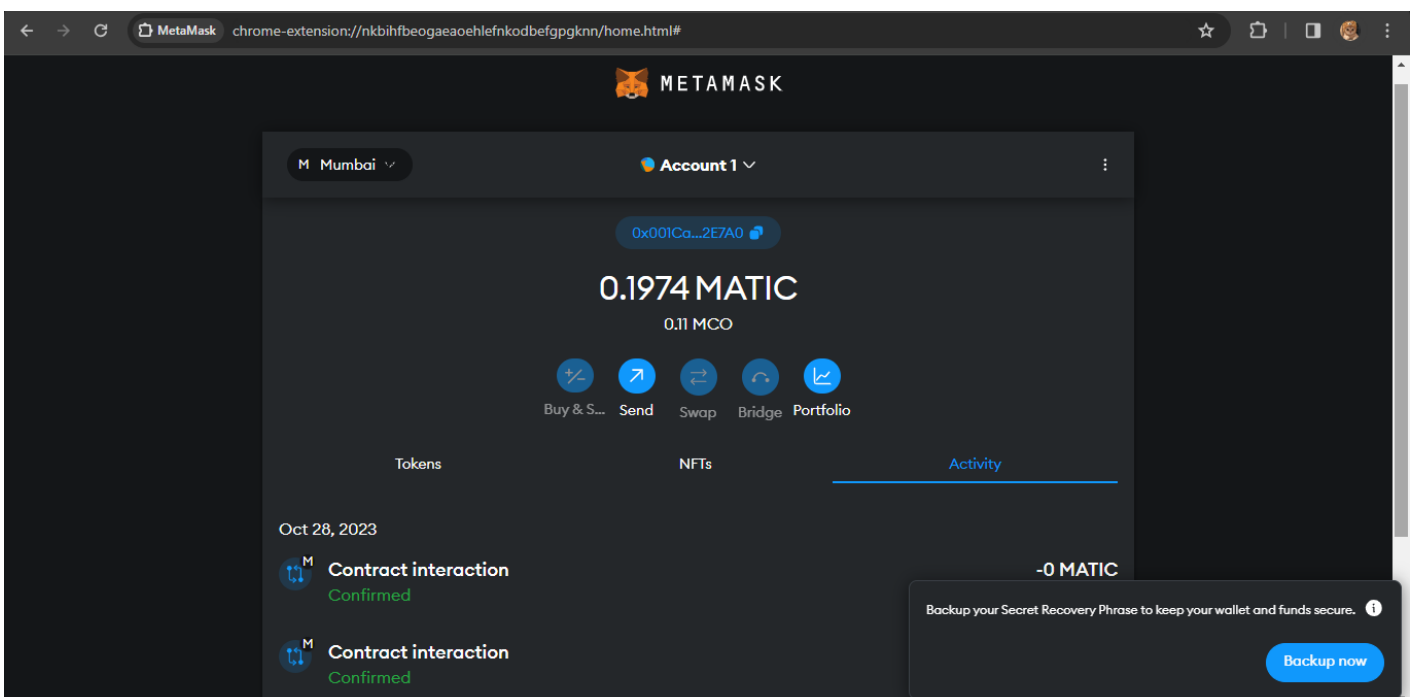 MetaMask chrome-extension://nkbihfbeogaeaoehlefnkodbefgpgknn/home.html#
METAMASK
M Mumbai Account 1
0x001Ca...2E7A0
0.1974 MATIC
0.11 MCO
Buy & S... Send Swap Bridge Portfolio
Tokens NFTs Activity
Oct 28, 2023
M
Contract interaction -0 MATIC
Confirmed
Backup your Secret Recovery Phrase to keep your wallet and funds secure.
M
Contract interaction
Backup now
Confirmed